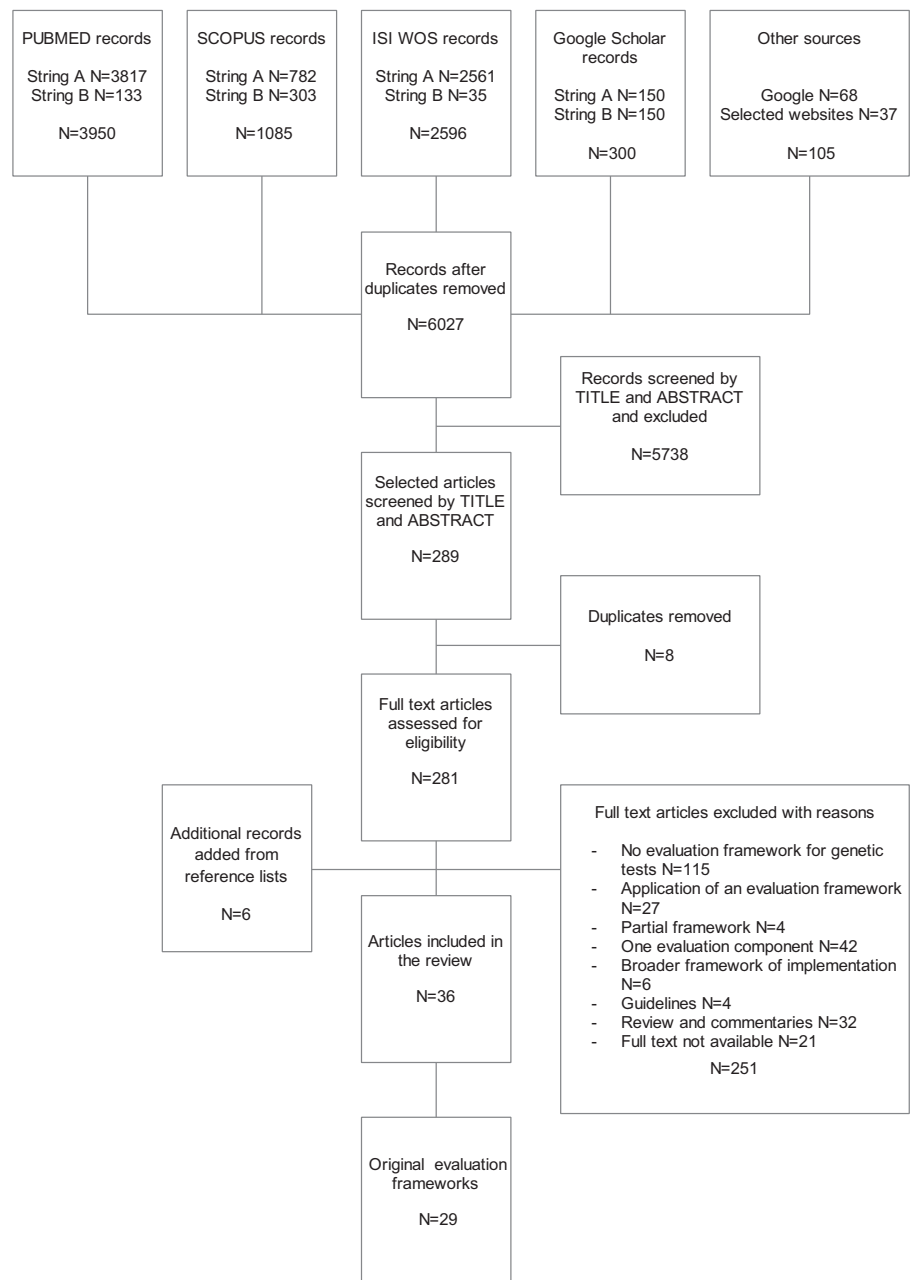 PUBMED records
String A N=3817
String B N=133
N=3950
SCOPUS records
String A N=782
String B N=303
N=1085
ISI WOS records
String A N=2561
String B N=35
N=2596
Google Scholar
records
String A N=150
String B N=150
N=300
Other sources
Google N=68
Selected websites N=37
N=105
Records after
duplicates removed
N=6027
Records screened by
TITLE and ABSTRACT
and excluded
N=5738
Selected articles
screened by TITLE
and ABSTRACT
N=289
Duplicates removed
N=8
Full text articles
assessed for
eligibility
N=281
Additional records
added from
reference lists
N=6
Full text articles excluded with reasons
- No evaluation framework for genetic
tests N=115
- Application of an evaluation framework
N=27
- Partial framework N=4
- One evaluation component N=42
- Broader framework of implementation
N=6
- Guidelines N=4
- Review and commentaries N=32
- Full text not available N=21
N=251
Articles included in
the review
N=36
Original evaluation
frameworks
N=29